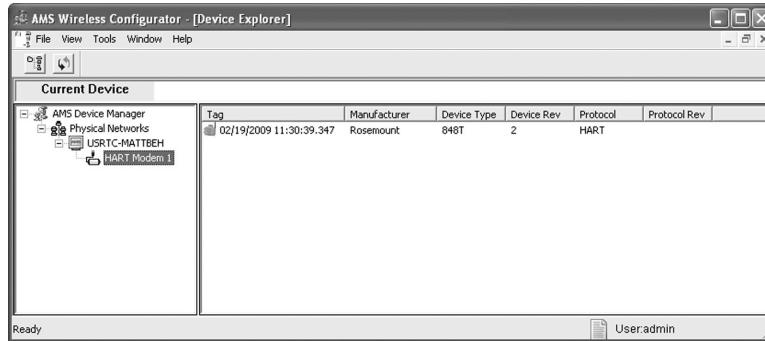 AMS Wireless Configurator - [Device Explorer]
File View Tools Window Help
Current Device
AMS Device Manager
Physical Networks
USRTC-MATTBEH
HART Modem 1
Tag Manufacturer Device Type Device Rev Protocol Protocol Rev
02/19/2009 11:30:39.347 Rosemount 848T 2 HART
Ready User:admin